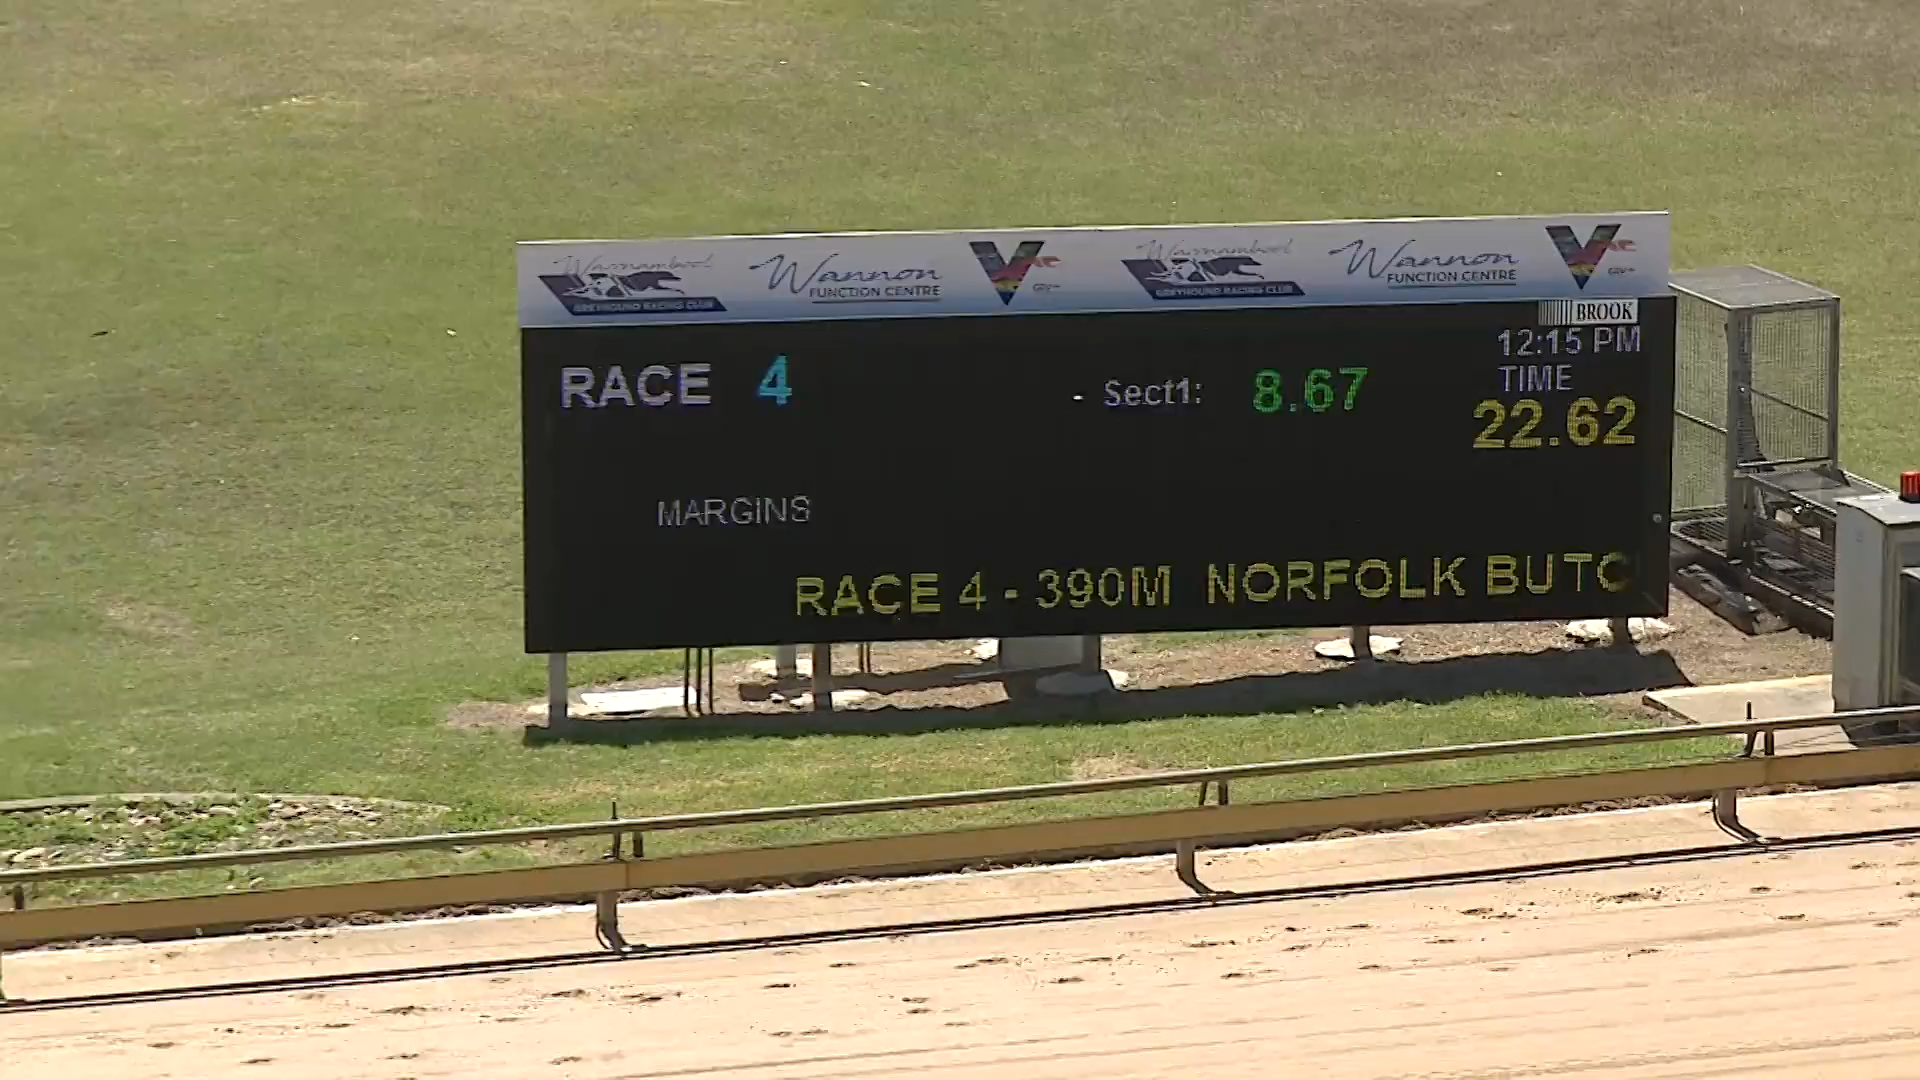 Warrnambool
GREYHOUND RACING CLUB
Wannon
FUNCTION CENTRE
Warrnambool
GREYHOUND RACING CLUB
Wannon
FUNCTION CENTRE
BROOK
12:15 PM
RACE 4
- Sect1: 8.67
TIME
22.62
MARGINS
RACE 4 - 390M NORFOLK BUTC